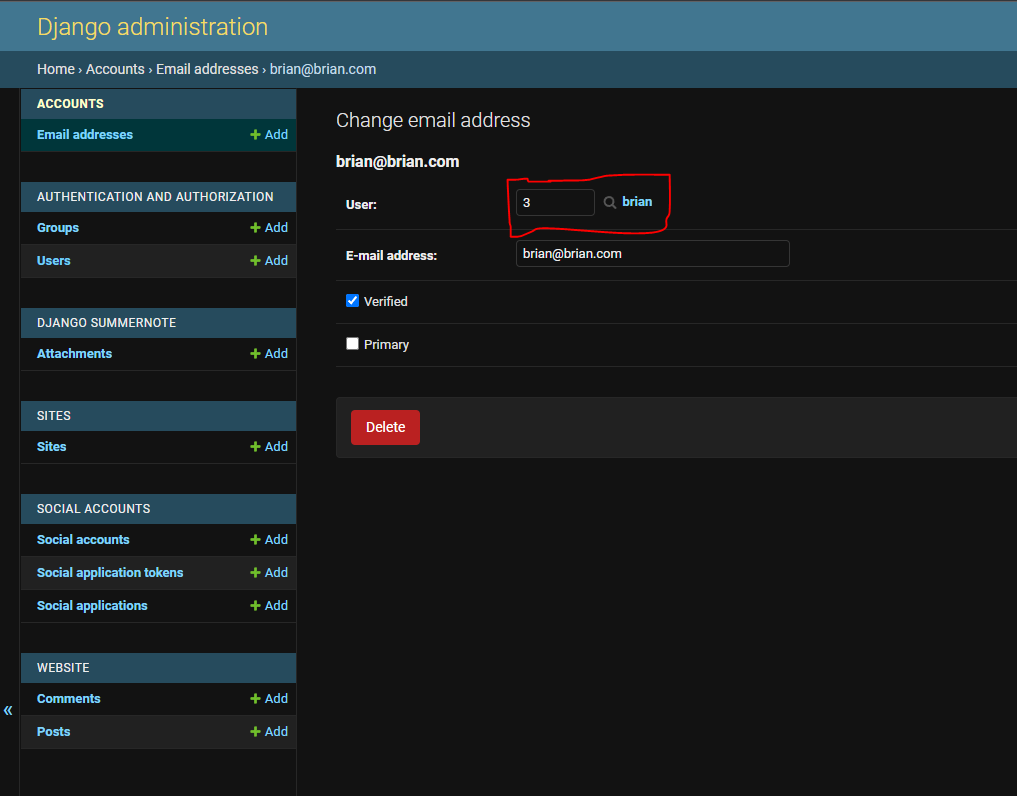 Django administration
Home › Accounts › Email addresses › brian@brian.com
ACCOUNTS
Email addresses + Add
AUTHENTICATION AND AUTHORIZATION
Groups + Add
Users + Add
DJANGO SUMMERNOTE
Attachments + Add
SITES
Sites + Add
SOCIAL ACCOUNTS
Social accounts + Add
Social application tokens + Add
Social applications + Add
WEBSITE
Comments + Add
Posts + Add
«
Change email address
brian@brian.com
User: 3 brian
E-mail address: brian@brian.com
Verified
Primary
Delete